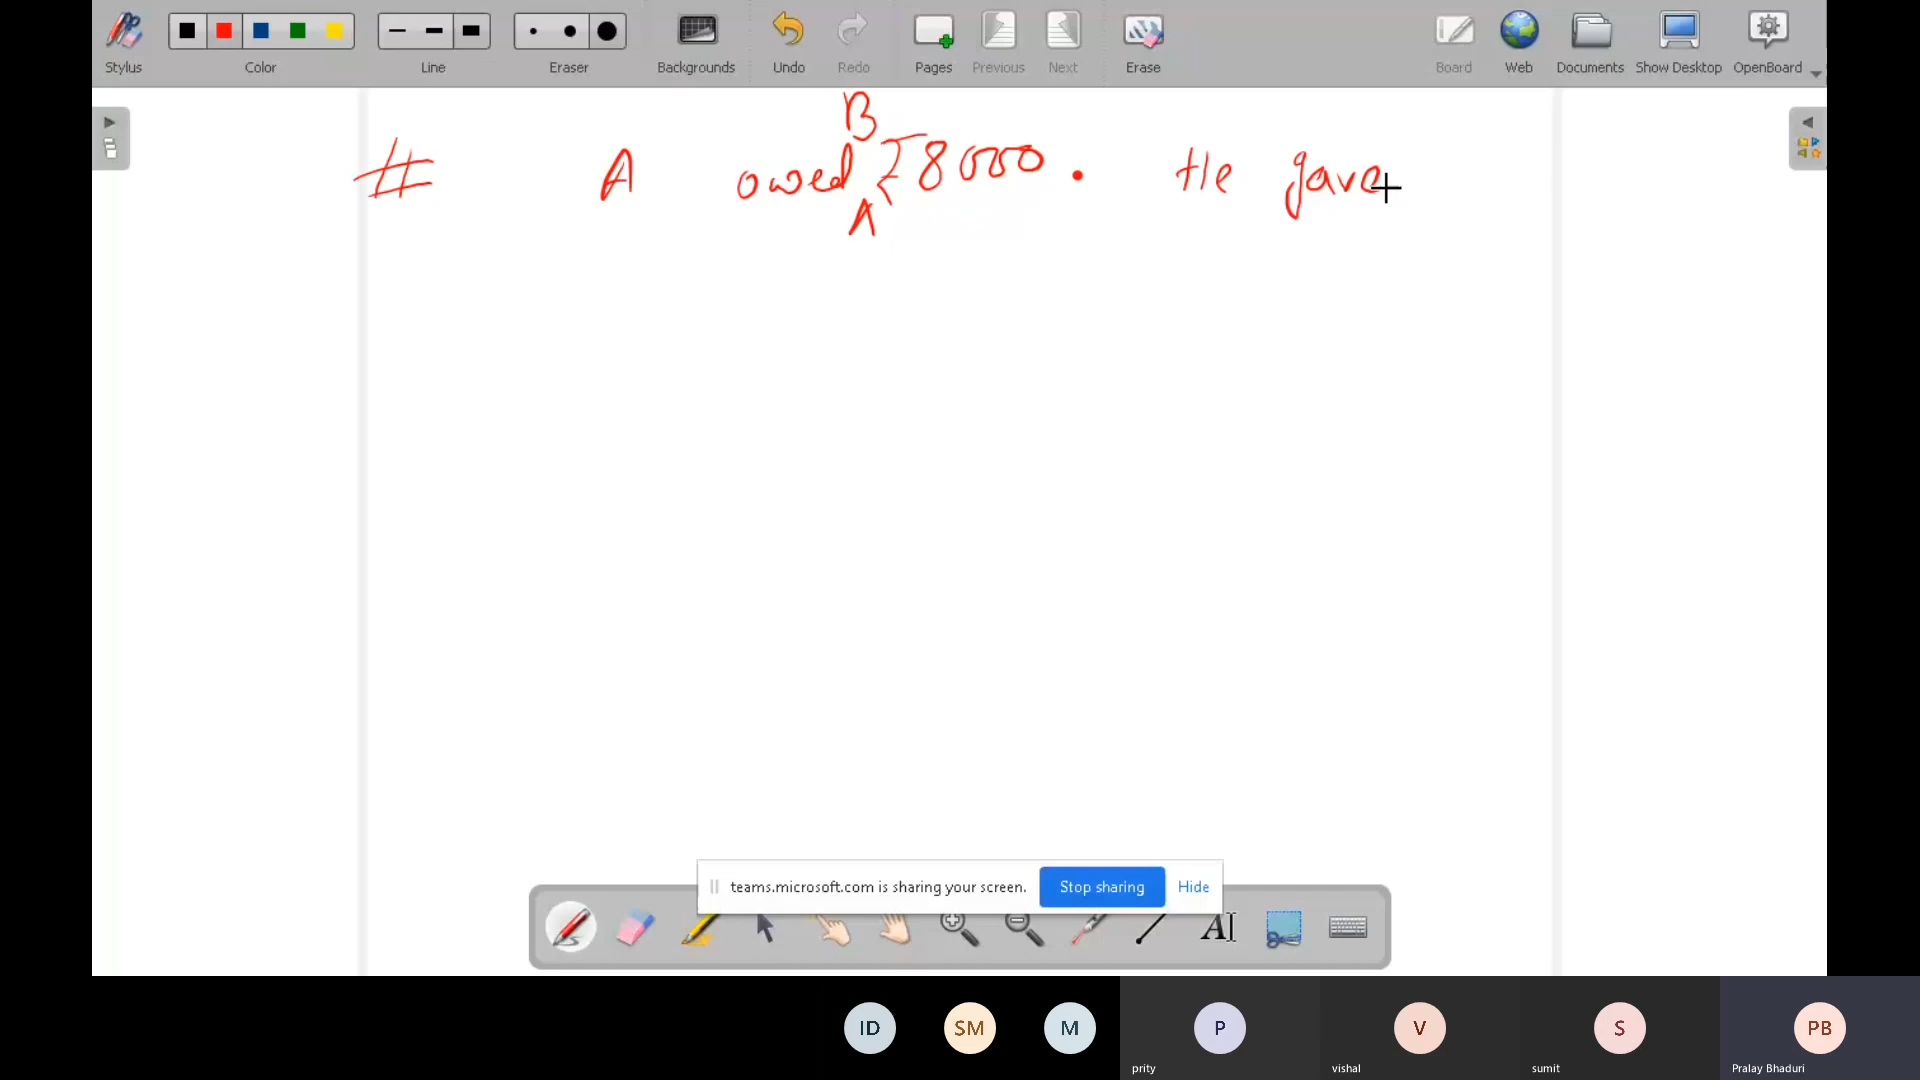 Stylus Color Line Eraser Backgrounds Undo Redo Pages Previous Next Erase Board Web Documents Show Desktop OpenBoard
B
# A owed ₹8000. He gave
A
teams.microsoft.com is sharing your screen. Stop sharing Hide
ID SM M P V S PB
prity vishal sumit Pralay Bhaduri